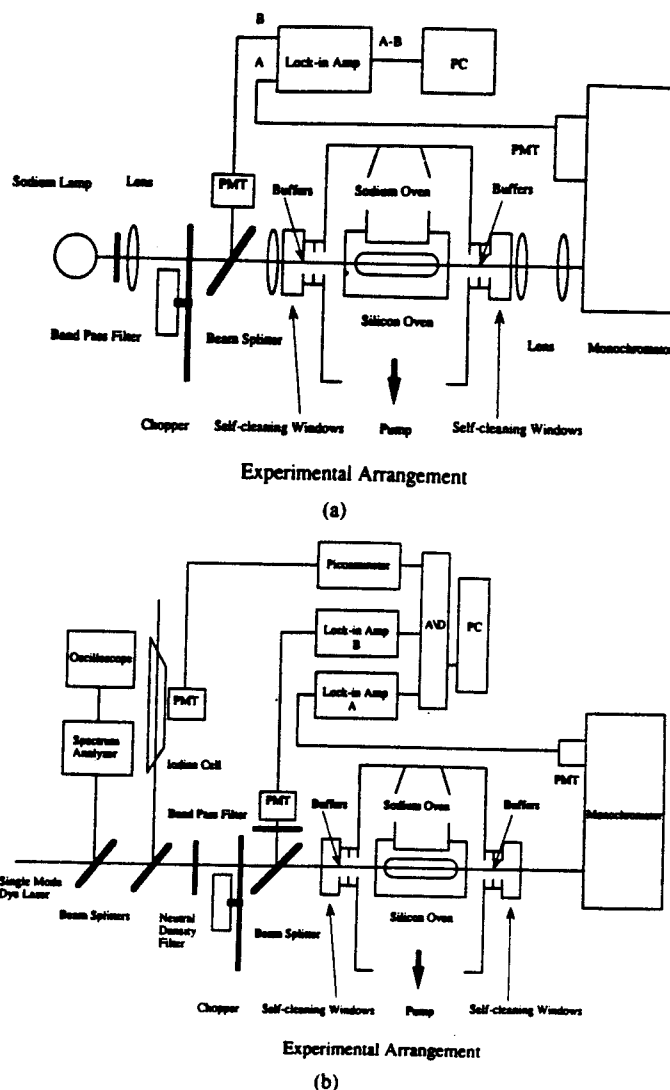 B
A-B
A
Lock-in Amp
PC
PMT
Sodium Lamp
Lens
PMT
Buffers
Sodium Oven
Buffers
Band Pass Filter
Beam Splitter
Silicon Oven
Lens
Monochrometor
Chopper
Self-cleaning Windows
Pump
Self-cleaning Windows
Experimental Arrangement
(a)
Picoammeter
Oscilloscope
Lock-in Amp
B
A\D
PC
PMT
Lock-in Amp
A
Spectrum
Analyzer
Iodine Cell
PMT
PMT
Band Pass Filter
Buffers
Sodium Oven
Buffers
Monochrometor
Single Mode
Dye Laser
Beam Splitters
Neutral
Density
Filter
Beam Splitter
Silicon Oven
Chopper
Self-cleaning Windows
Pump
Self-cleaning Windows
Experimental Arrangement
(b)